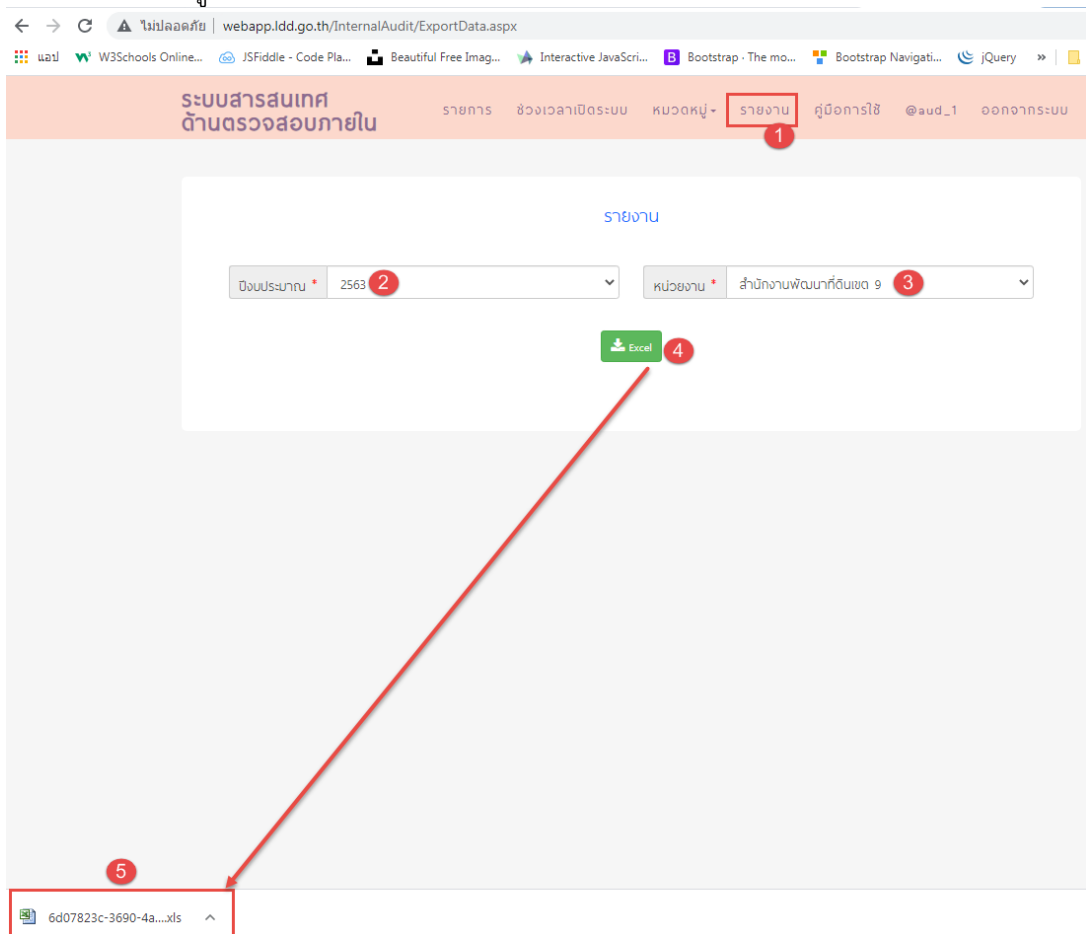 ไม่ปลอดภัย | webapp.ldd.go.th/InternalAudit/ExportData.aspx
แอป W3Schools Online... JSFiddle - Code Pla... Beautiful Free Imag... Interactive JavaScri... Bootstrap · The mo... Bootstrap Navigati... jQuery »
ระบบสารสนเทศ
ด้านตรวจสอบภายใน
รายการ ช่วงเวลาเปิดระบบ หมวดหมู่ รายงาน คู่มือการใช้ @aud_1 ออกจากระบบ
1
รายงาน
ปีงบประมาณ * 2563 2 หน่วยงาน * สำนักงานพัฒนาที่ดินเขต 9 3
Excel 4
5
6d07823c-3690-4a....xls